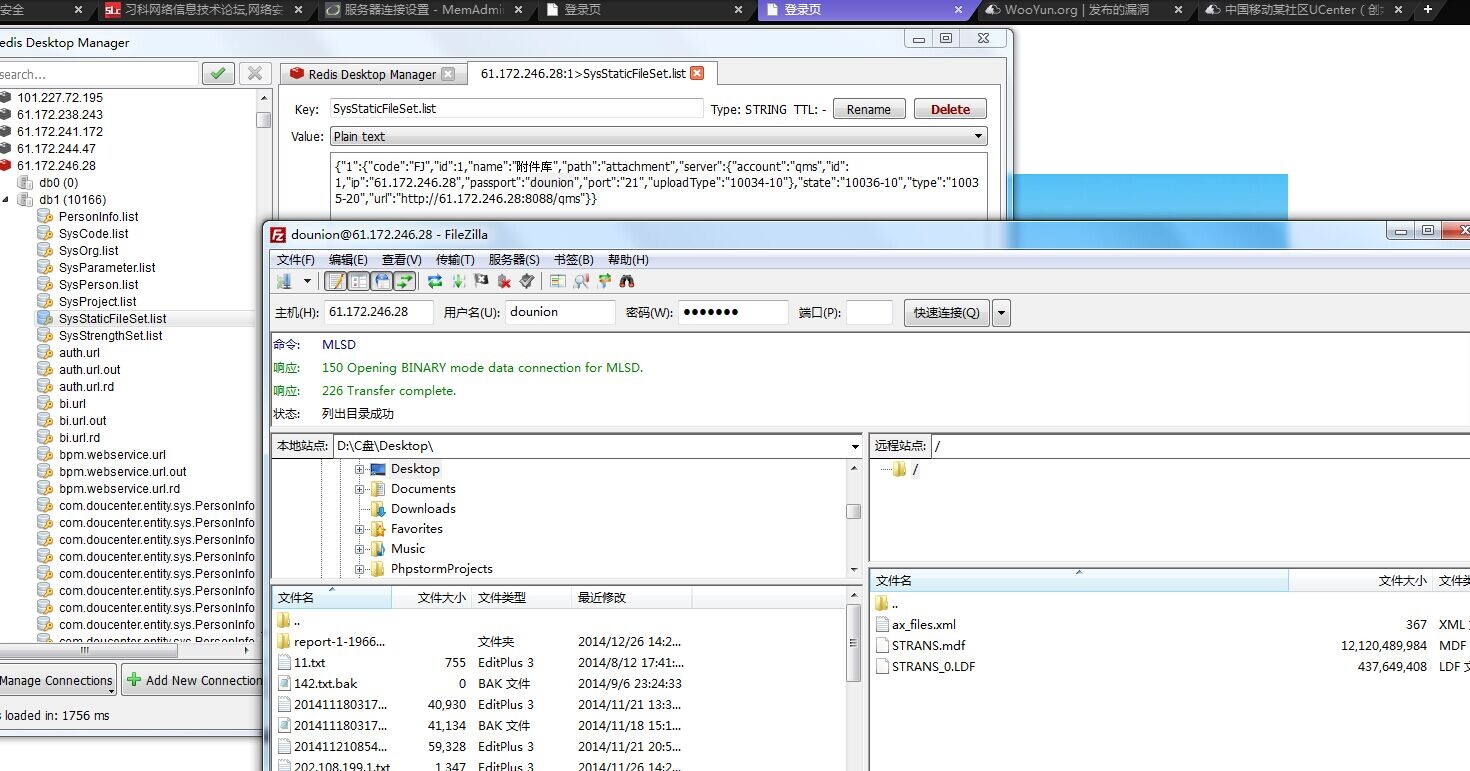 安全
习科网络信息技术论坛,网络安
服务器连接设置 - MemAdmi
登录页
登录页
WooYun.org | 发布的漏洞
中国移动某社区UCenter（创
edis Desktop Manager
search...
101.227.72.195
61.172.238.243
61.172.241.172
61.172.244.47
61.172.246.28
db0 (0)
db1 (10166)
PersonInfo.list
SysCode.list
SysOrg.list
SysParameter.list
SysPerson.list
SysProject.list
SysStaticFileSet.list
SysStrengthSet.list
auth.url
auth.url.out
auth.url.rd
bi.url
bi.url.out
bi.url.rd
bpm.webservice.url
bpm.webservice.url.out
bpm.webservice.url.rd
com.doucenter.entity.sys.PersonInfo
com.doucenter.entity.sys.PersonInfo
com.doucenter.entity.sys.PersonInfo
com.doucenter.entity.sys.PersonInfo
com.doucenter.entity.sys.PersonInfo
com.doucenter.entity.sys.PersonInfo
com.doucenter.entity.sys.PersonInfo
com.doucenter.entity.sys.PersonInfo
com.doucenter.entity.sys.PersonInfo
Manage Connections
Add New Connection
s loaded in: 1756 ms
Redis Desktop Manager
61.172.246.28:1>SysStaticFileSet.list
Key: SysStaticFileSet.list Type: STRING TTL: - Rename Delete
Value: Plain text
{"1":{"code":"FJ","id":1,"name":"附件库","path":"attachment","server":{"account":"qms","id":
1,"ip":"61.172.246.28","passport":"dounion","port":"21","uploadType":"10034-10"},"state":"10036-10","type":"1003
5-20","url":"http://61.172.246.28:8088/qms"}}
dounion@61.172.246.28 - FileZilla
文件(F) 编辑(E) 查看(V) 传输(T) 服务器(S) 书签(B) 帮助(H)
主机(H): 61.172.246.28 用户名(U): dounion 密码(W): ●●●●●●● 端口(P): 快速连接(Q)
命令: MLSD
响应: 150 Opening BINARY mode data connection for MLSD.
响应: 226 Transfer complete.
状态: 列出目录成功
本地站点: D:\C盘\Desktop\
Desktop
Documents
Downloads
Favorites
Music
PhpstormProjects
文件名 文件大小 文件类型 最近修改
..
report-1-1966... 文件夹 2014/12/26 14:2...
11.txt 755 EditPlus 3 2014/8/12 17:41:...
142.txt.bak 0 BAK 文件 2014/9/6 23:24:33
201411180317... 40,930 EditPlus 3 2014/11/21 13:3...
201411180317... 41,134 BAK 文件 2014/11/18 15:1...
201411210854... 59,328 EditPlus 3 2014/11/21 20:5...
202.108.199.1.txt 1,347 EditPlus 3 2014/11/26 14:2...
远程站点: /
/
文件名 文件大小 文件类
..
ax_files.xml 367 XML
STRANS.mdf 12,120,489,984 MDF
STRANS_0.LDF 437,649,408 LDF